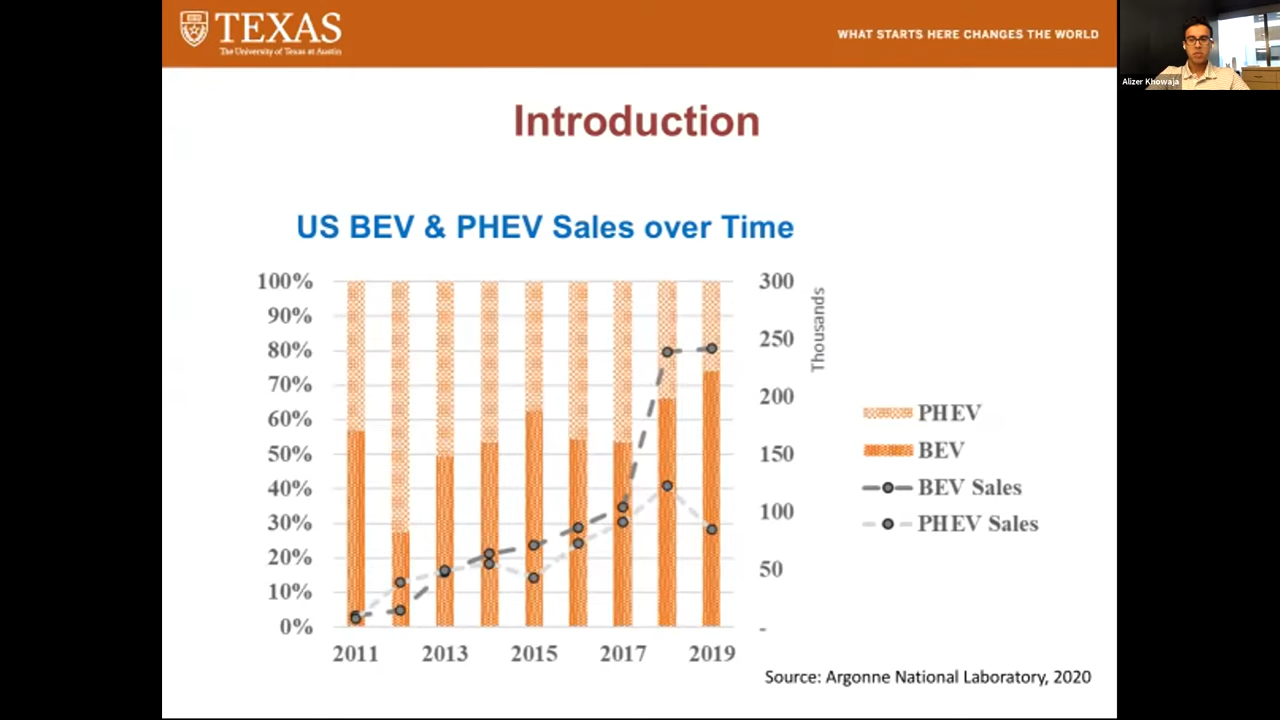 TEXAS
The University of Texas at Austin
WHAT STARTS HERE CHANGES THE WORLD
Alizer Khowaja
Introduction
US BEV & PHEV Sales over Time
100%
90%
80%
70%
60%
50%
40%
30%
20%
10%
0%
300
250
200
150
100
50
-
Thousands
2011 2013 2015 2017 2019
PHEV
BEV
BEV Sales
PHEV Sales
Source: Argonne National Laboratory, 2020